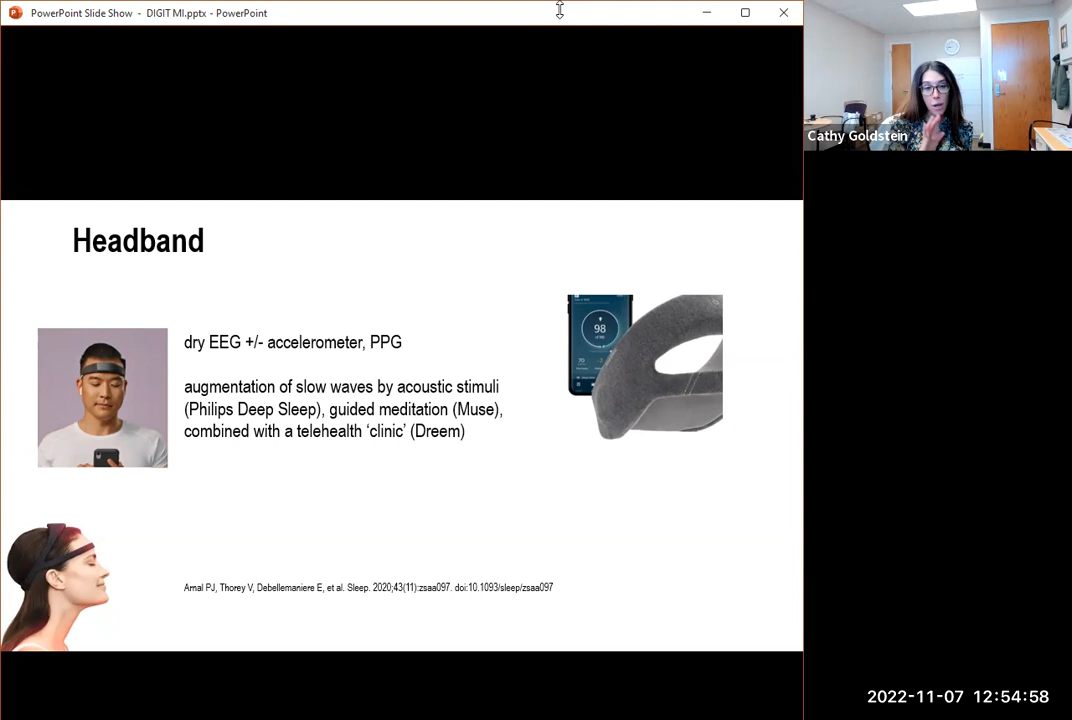 PowerPoint Slide Show - DIGIT MI.pptx - PowerPoint
Cathy Goldstein
Headband
98
dry EEG +/- accelerometer, PPG
augmentation of slow waves by acoustic stimuli
(Philips Deep Sleep), guided meditation (Muse),
combined with a telehealth ‘clinic’ (Dreem)
Arnal PJ, Thorey V, Debellemaniere E, et al. Sleep. 2020;43(11):zsaa097. doi:10.1093/sleep/zsaa097
2022-11-07 12:54:58